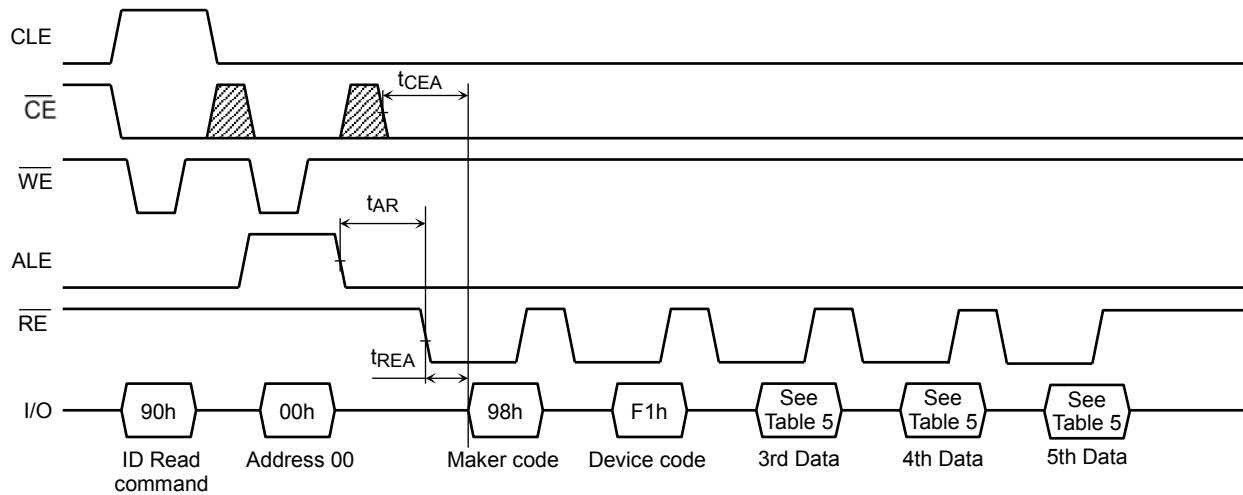 CLE
tCEA
CE
WE
tAR
ALE
RE
tREA
I/O
90h
00h
98h
F1h
See
Table 5
See
Table 5
See
Table 5
ID Read
command
Address 00
Maker code
Device code
3rd Data
4th Data
5th Data